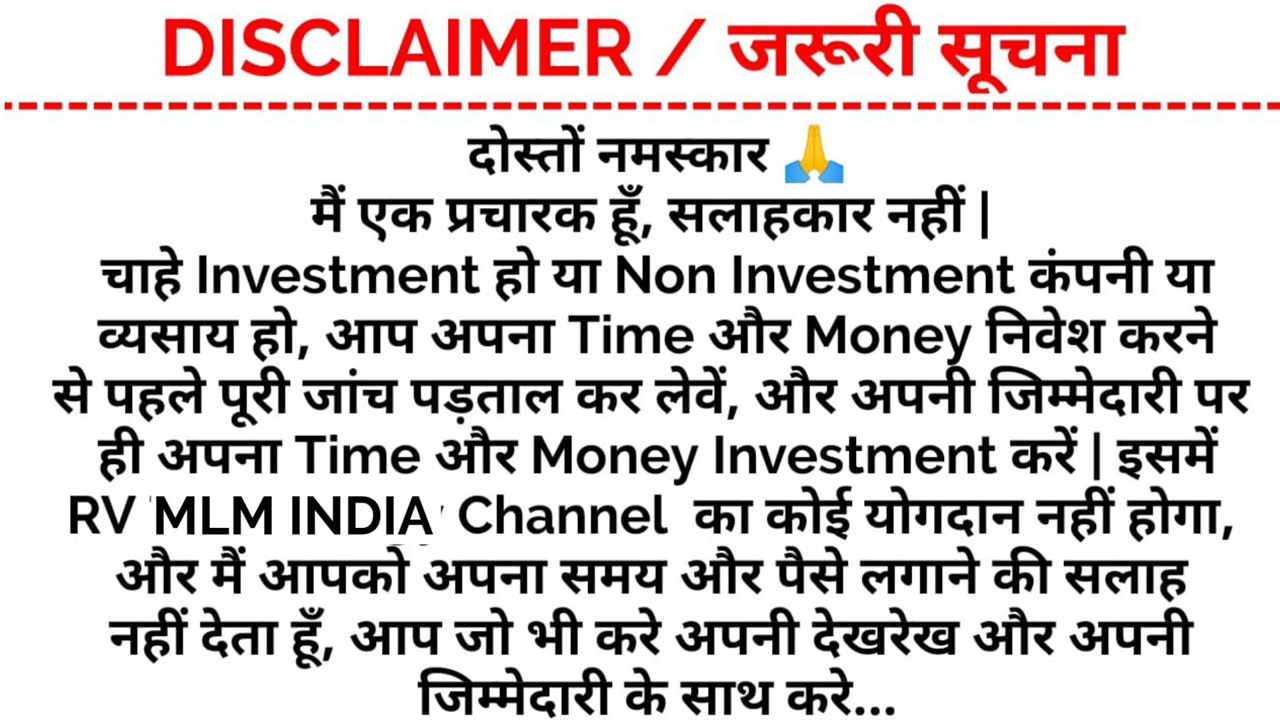 DISCLAIMER / जरूरी सूचना
दोस्तों नमस्कार 🙏
मैं एक प्रचारक हूँ, सलाहकार नहीं |
चाहे Investment हो या Non Investment कंपनी या
व्यसाय हो, आप अपना Time और Money निवेश करने
से पहले पूरी जांच पड़ताल कर लेवें, और अपनी जिम्मेदारी पर
ही अपना Time और Money Investment करें | इसमें
RV MLM INDIA Channel का कोई योगदान नहीं होगा,
और मैं आपको अपना समय और पैसे लगाने की सलाह
नहीं देता हूँ, आप जो भी करे अपनी देखरेख और अपनी
जिम्मेदारी के साथ करे...